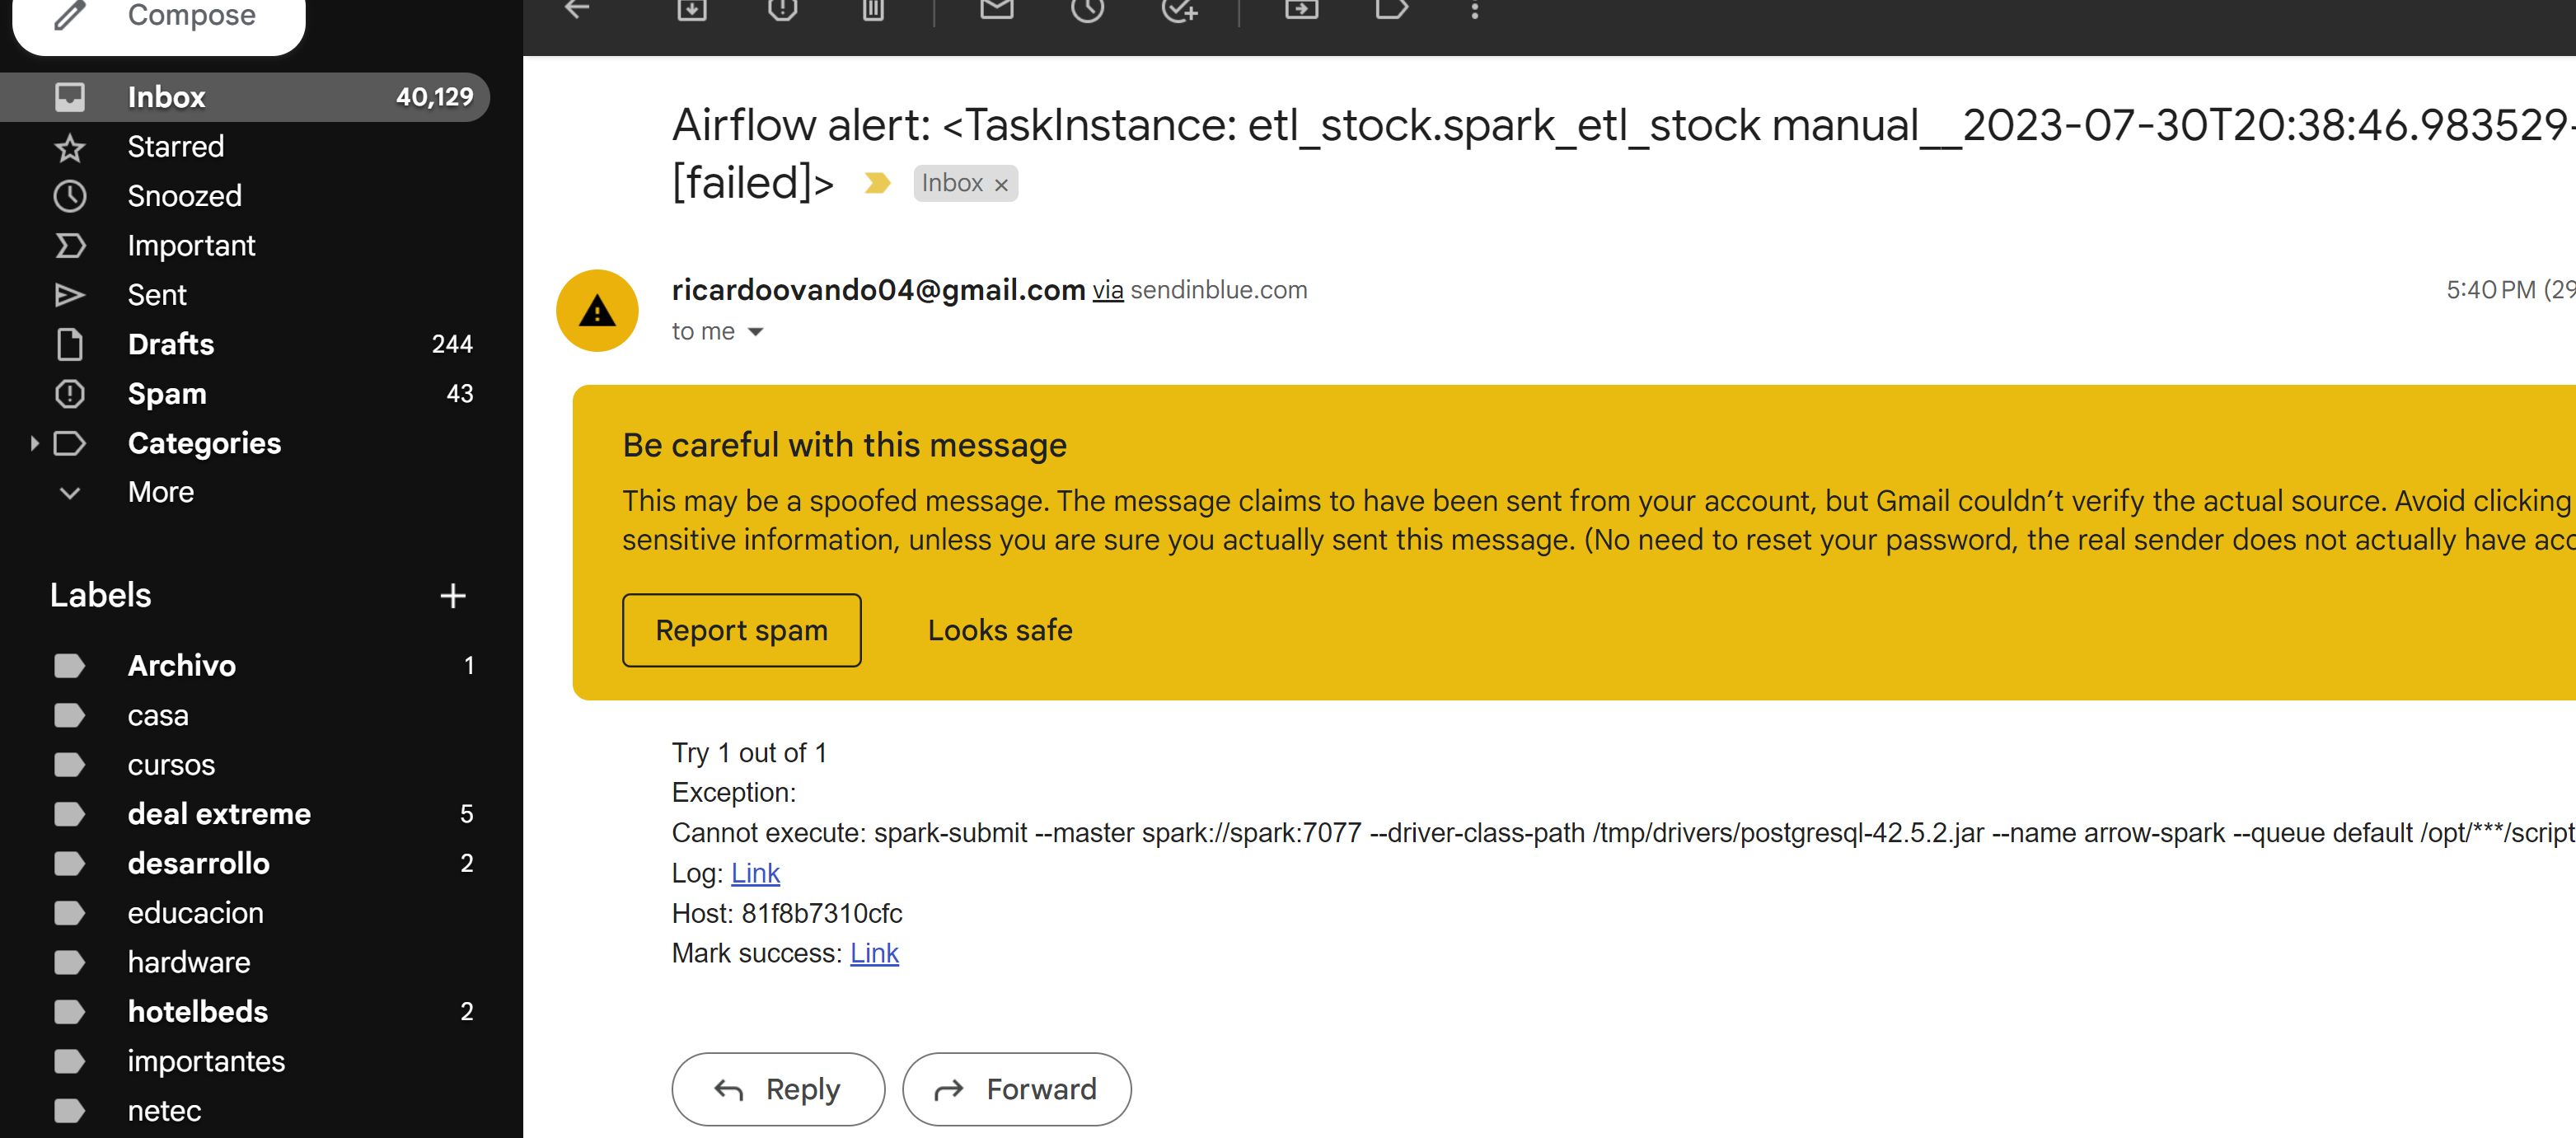 Compose
Inbox 40,129
Starred
Snoozed
Important
Sent
Drafts 244
Spam 43
Categories
More
Labels
Archivo 1
casa
cursos
deal extreme 5
desarrollo 2
educacion
hardware
hotelbeds 2
importantes
netec
Airflow alert: <TaskInstance: etl_stock.spark_etl_stock manual__2023-07-30T20:38:46.983529
[failed]> Inbox ×
ricardoovando04@gmail.com via sendinblue.com 5:40 PM (29
to me
Be careful with this message
This may be a spoofed message. The message claims to have been sent from your account, but Gmail couldn't verify the actual source. Avoid clicking
sensitive information, unless you are sure you actually sent this message. (No need to reset your password, the real sender does not actually have acc
Report spam Looks safe
Try 1 out of 1
Exception:
Cannot execute: spark-submit --master spark://spark:7077 --driver-class-path /tmp/drivers/postgresql-42.5.2.jar --name arrow-spark --queue default /opt/***/script
Log: Link
Host: 81f8b7310cfc
Mark success: Link
Reply Forward